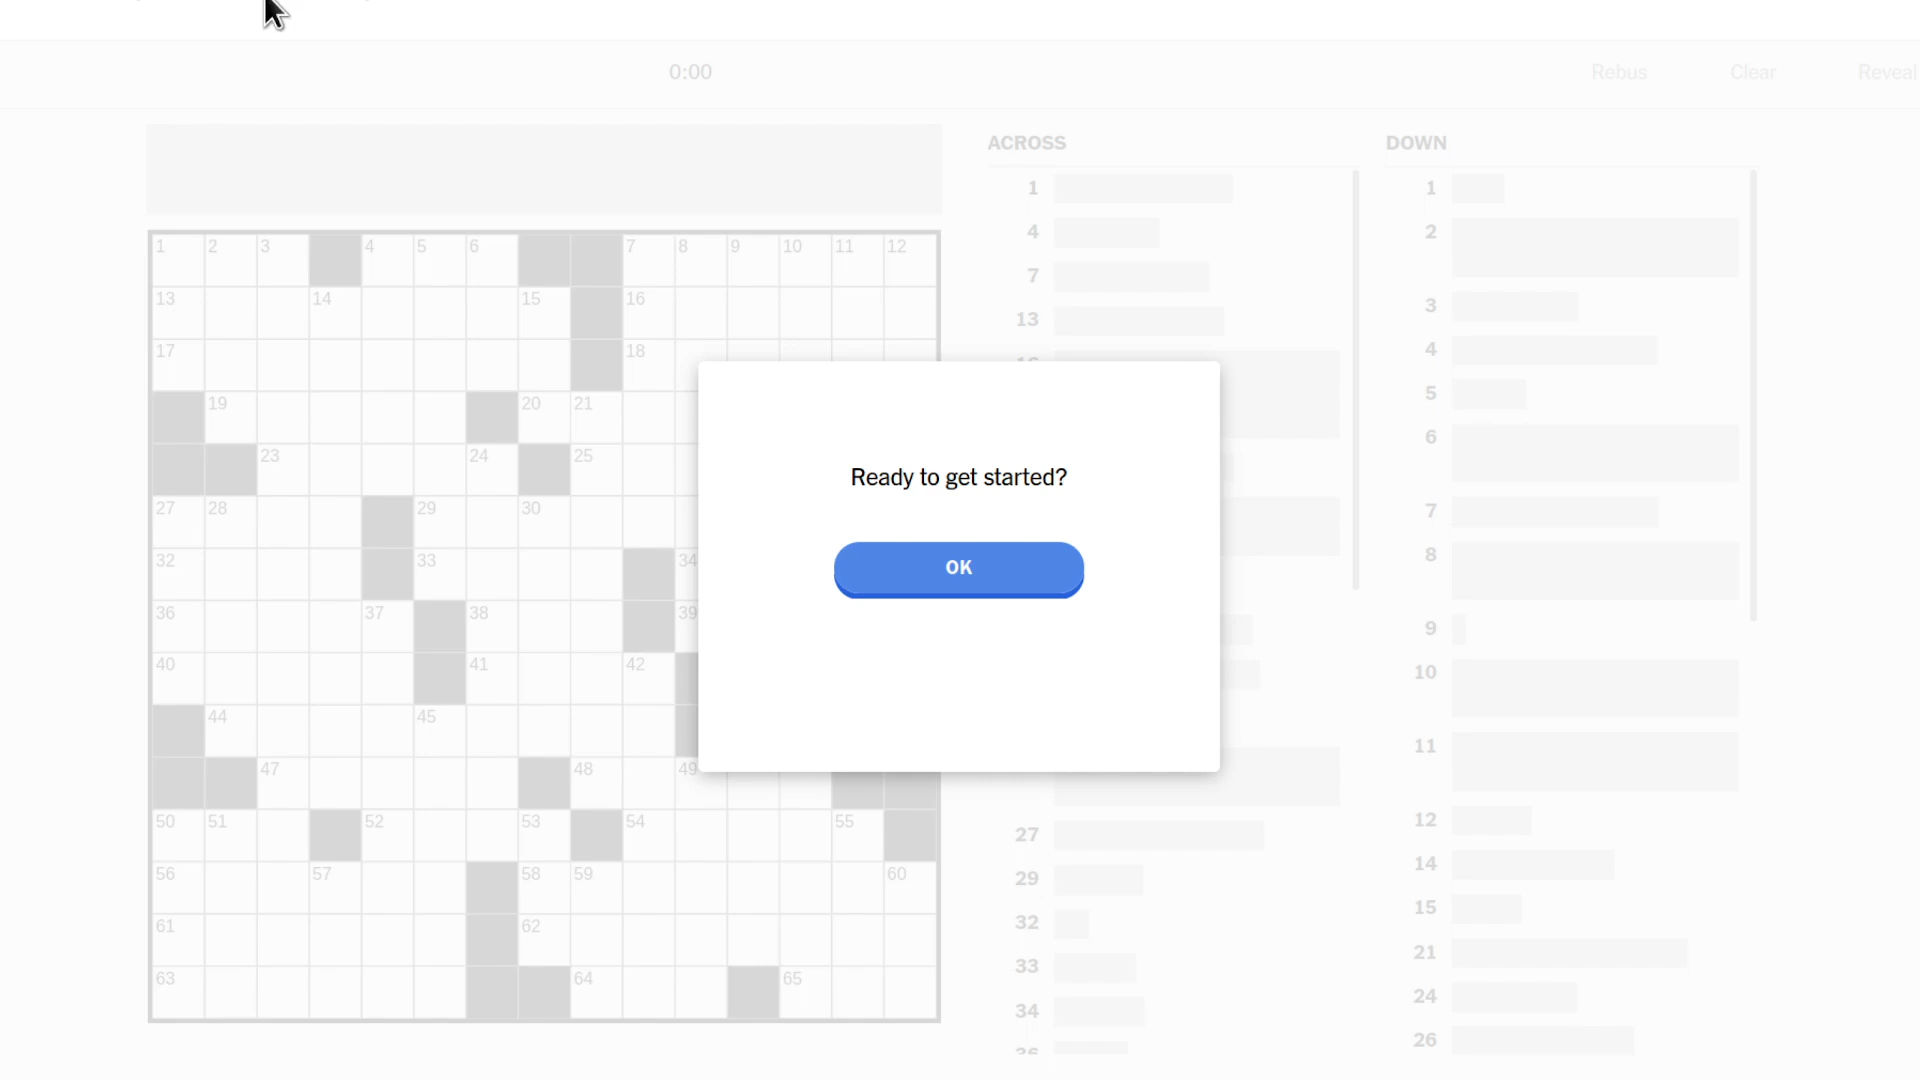 0:00
Rebus
Clear
Reveal
ACROSS
1
4
7
13
27
29
32
33
34
DOWN
1
2
3
4
5
6
7
8
9
10
11
12
14
15
21
24
26
1 2 3 4 5 6 7 8 9 10 11 12
13 14 15 16
17 18
19 20 21
23 24 25
27 28 29 30
32 33 34
36 37 38 39
40 41 42
44 45
47 48 49
50 51 52 53 54 55
56 57 58 59 60
61 62
63 64 65
Ready to get started?
OK